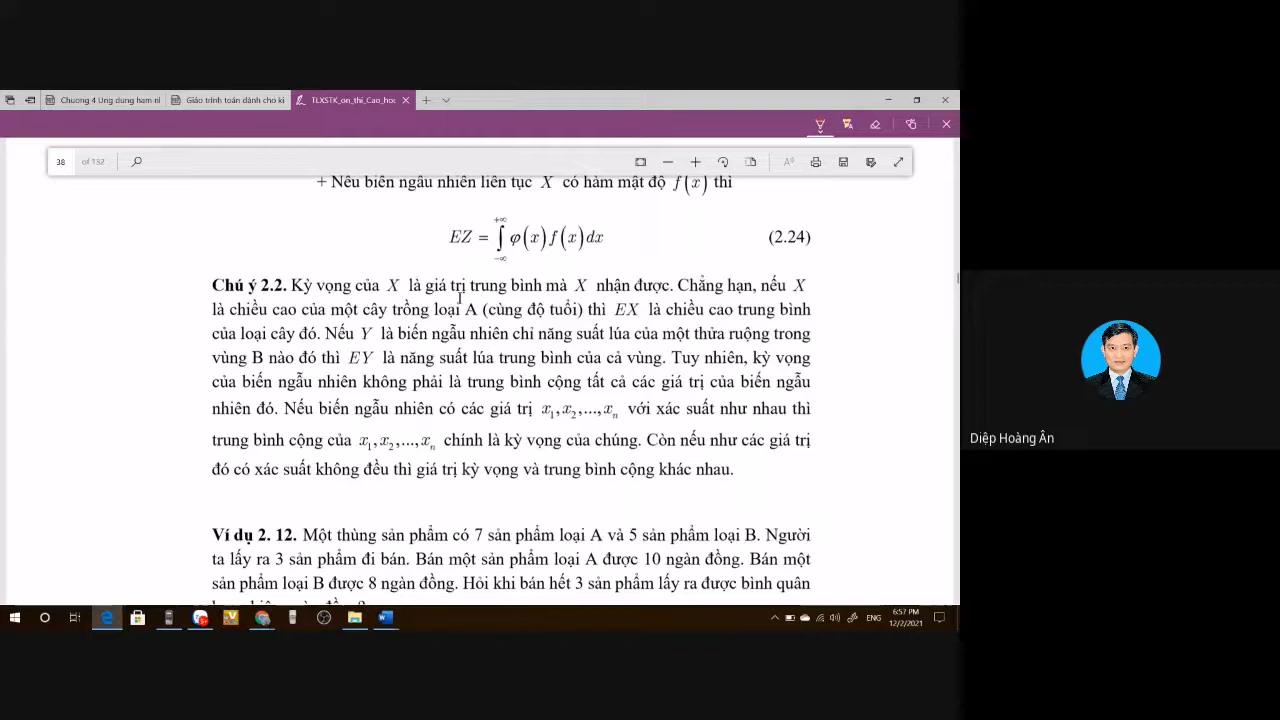 Chuong 4 Ung dung ham nl
Giáo trình toán dành cho ki
TLXSTK_on_thi_Cao_hoc
38 of 132
+ Nếu biến ngẫu nhiên liên tục X có hàm mật độ f(x) thì
EZ = ∫_{-∞}^{+∞} φ(x) f(x) dx (2.24)
Chú ý 2.2. Kỳ vọng của X là giá trị trung bình mà X nhận được. Chẳng hạn, nếu X
là chiều cao của một cây trồng loại A (cùng độ tuổi) thì EX là chiều cao trung bình
của loại cây đó. Nếu Y là biến ngẫu nhiên chỉ năng suất lúa của một thửa ruộng trong
vùng B nào đó thì EY là năng suất lúa trung bình của cả vùng. Tuy nhiên, kỳ vọng
của biến ngẫu nhiên không phải là trung bình cộng tất cả các giá trị của biến ngẫu
nhiên đó. Nếu biến ngẫu nhiên có các giá trị x₁, x₂,..., xₙ với xác suất như nhau thì
trung bình cộng của x₁, x₂,..., xₙ chính là kỳ vọng của chúng. Còn nếu như các giá trị
đó có xác suất không đều thì giá trị kỳ vọng và trung bình cộng khác nhau.
Ví dụ 2. 12. Một thùng sản phẩm có 7 sản phẩm loại A và 5 sản phẩm loại B. Người
ta lấy ra 3 sản phẩm đi bán. Bán một sản phẩm loại A được 10 ngàn đồng. Bán một
sản phẩm loại B được 8 ngàn đồng. Hỏi khi bán hết 3 sản phẩm lấy ra được bình quân
Diệp Hoàng Ân
ENG
6:57 PM
12/2/2021